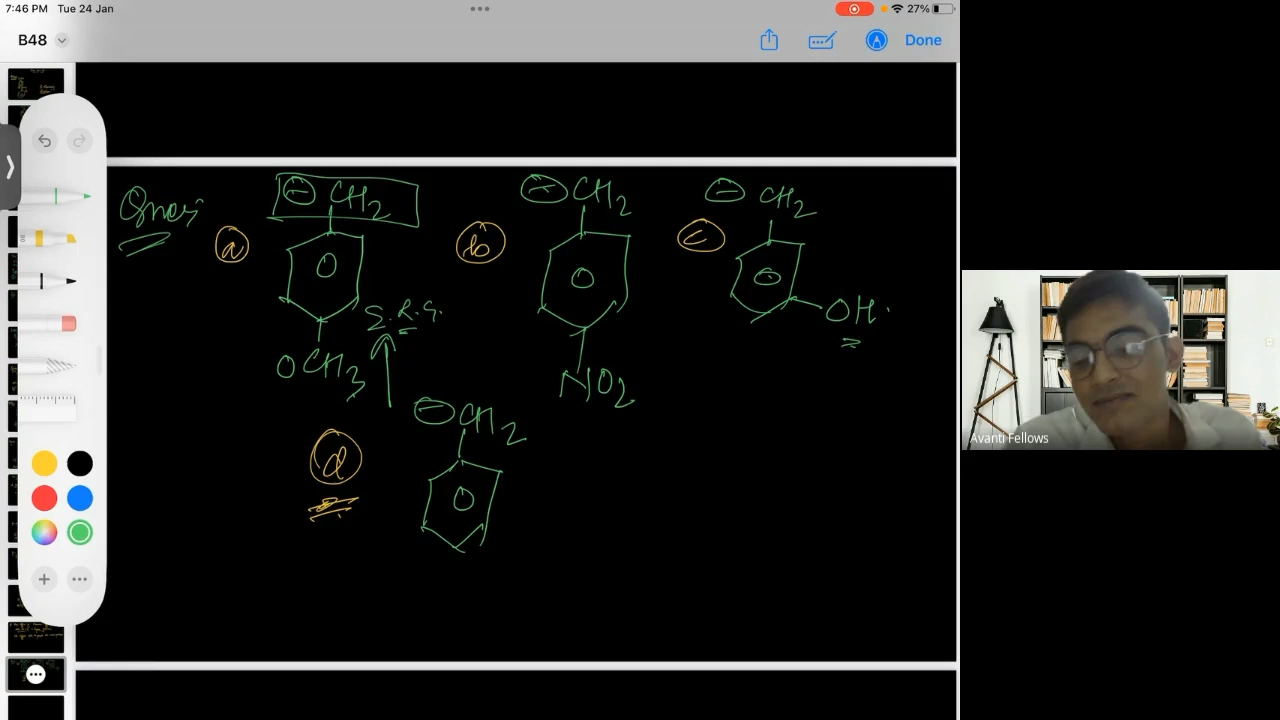 7:46 PM Tue 24 Jan
27%
B48
Done
Ques
a
⊖ CH2
OCH3
E.R.G.
b
⊖ CH2
NO2
c
⊖ CH2
OH
d
⊖ CH2
Avanti Fellows